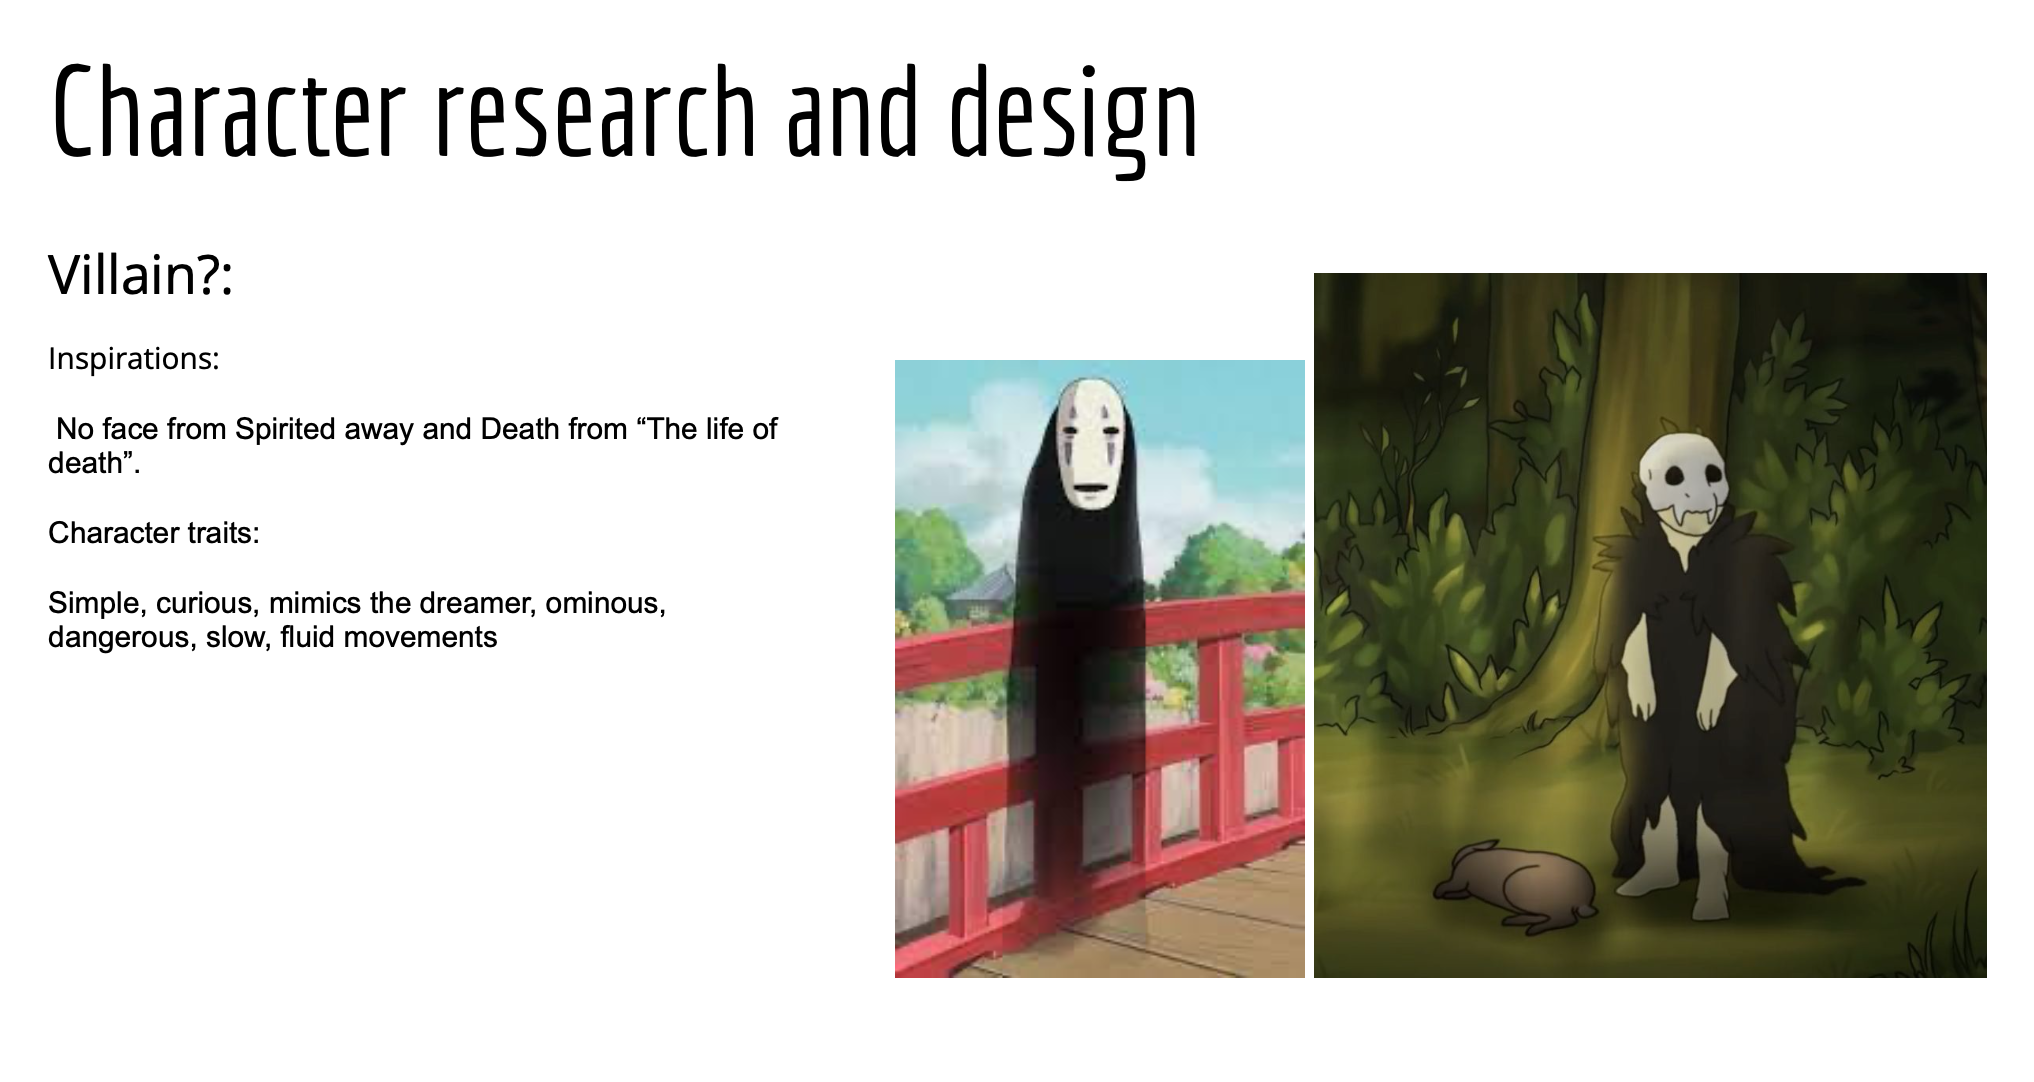 Character research and design
Villain?:
Inspirations:
No face from Spirited away and Death from “The life of
death”.
Character traits:
Simple, curious, mimics the dreamer, ominous,
dangerous, slow, fluid movements